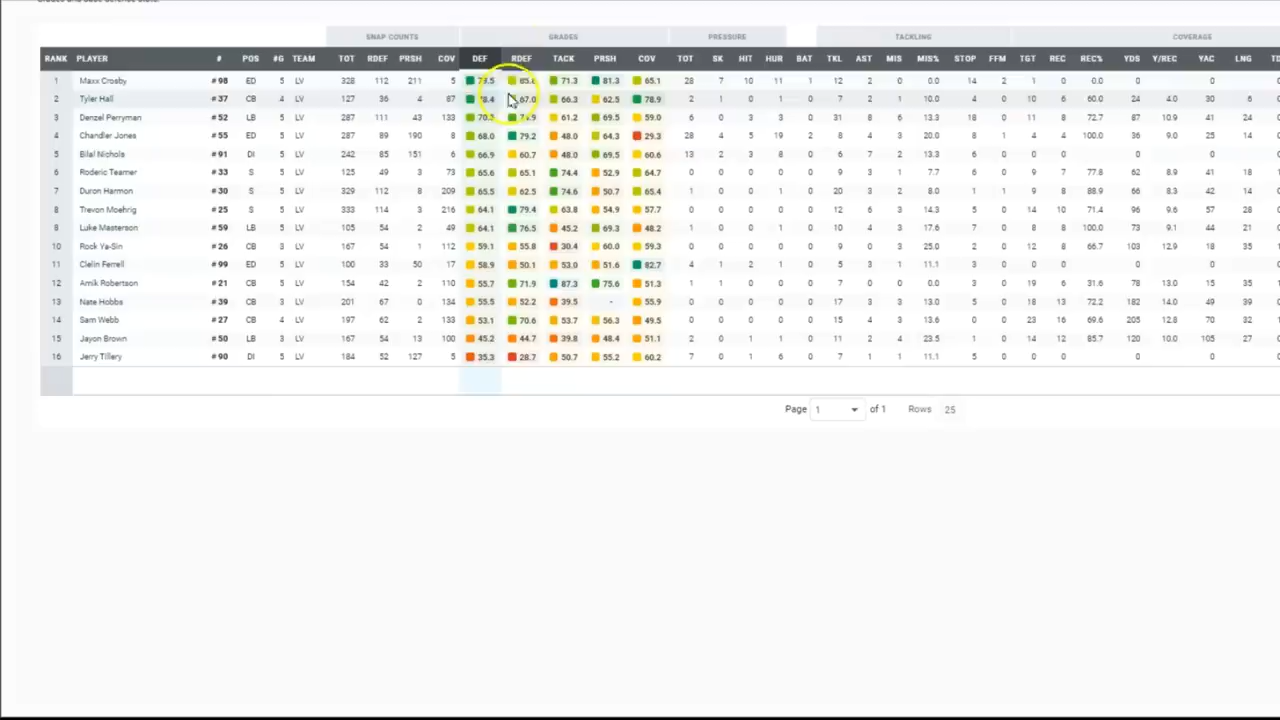 SNAP COUNTS GRADES PRESSURE TACKLING COVERAGE
RANK PLAYER # POS #G TEAM TOT RDEF PRSH COV DEF RDEF TACK PRSH COV TOT SK HIT HUR BAT TKL AST MIS MIS% STOP FFM TGT REC REC% YDS Y/REC YAC LNG
1 Maxx Crosby #98 ED 5 LV 328 112 211 5 71.3 81.3 65.1 28 7 10 11 1 12 2 0 0.0 14 2 1 0 0.0 0 0
2 Tyler Hall #37 CB 4 LV 127 36 4 87 67.0 66.3 62.5 78.9 2 1 0 1 0 7 2 1 10.0 4 0 10 6 60.0 24 4.0 30 6
3 Denzel Perryman #52 LB 5 LV 287 111 43 133 61.2 69.5 59.0 6 0 3 3 0 31 8 6 13.3 18 0 11 8 72.7 87 10.9 41 24
4 Chandler Jones #55 ED 5 LV 287 89 190 8 68.0 79.2 48.0 64.3 29.3 28 4 5 19 2 8 4 3 20.0 8 1 4 4 100.0 36 9.0 25 14
5 Bilal Nichols #91 DI 5 LV 242 85 151 6 66.9 60.7 48.0 69.5 60.6 13 2 3 8 0 6 7 2 13.3 6 0 0 0 0 0
6 Roderic Teamer #33 S 5 LV 125 49 3 73 65.6 65.1 74.4 52.9 64.7 0 0 0 0 0 9 3 1 7.7 6 0 9 7 77.8 62 8.9 41 18
7 Duron Harmon #30 S 5 LV 329 112 8 209 65.5 62.5 74.6 50.7 65.4 1 0 0 1 0 20 3 2 8.0 1 1 9 8 88.9 66 8.3 42 14
8 Trevon Moehrig #25 S 5 LV 333 114 3 216 64.1 79.4 63.8 54.9 57.7 0 0 0 0 0 12 6 3 14.3 5 0 14 10 71.4 96 9.6 57 28
8 Luke Masterson #59 LB 5 LV 105 54 2 49 64.1 76.5 45.2 69.3 48.2 1 0 0 1 0 10 4 3 17.6 7 0 8 8 100.0 73 9.1 44 21
10 Rock Ya-Sin #26 CB 3 LV 167 54 1 112 59.1 55.8 30.4 60.0 59.3 0 0 0 0 0 9 0 3 25.0 2 0 12 8 66.7 103 12.9 18 35
11 Clelin Ferrell #99 ED 5 LV 100 33 50 17 58.9 50.1 53.0 51.6 82.7 4 1 2 1 0 5 3 1 11.1 3 0 0 0 0 0
12 Amik Robertson #21 CB 5 LV 154 42 2 110 55.7 71.9 87.3 75.6 51.3 1 1 0 0 0 7 0 0 0.0 3 0 19 6 31.6 78 13.0 15 35
13 Nate Hobbs #39 CB 3 LV 201 67 0 134 55.5 52.2 39.5 - 55.9 0 0 0 0 0 17 3 3 13.0 5 0 18 13 72.2 182 14.0 49 39
14 Sam Webb #27 CB 4 LV 197 62 2 133 53.1 70.6 53.7 56.3 49.5 0 0 0 0 0 15 4 3 13.6 0 23 16 69.6 205 12.8 70 32
15 Jayon Brown #50 LB 3 LV 167 54 13 100 45.2 44.7 39.8 48.4 51.1 2 0 1 1 0 11 2 4 23.5 1 0 14 12 85.7 120 10.0 105 27
16 Jerry Tillery #90 DI 5 LV 184 52 127 5 35.3 28.7 50.7 55.2 60.2 7 0 1 6 0 7 1 1 11.1 5 0 0 0 0 0
Page 1 of 1 Rows 25